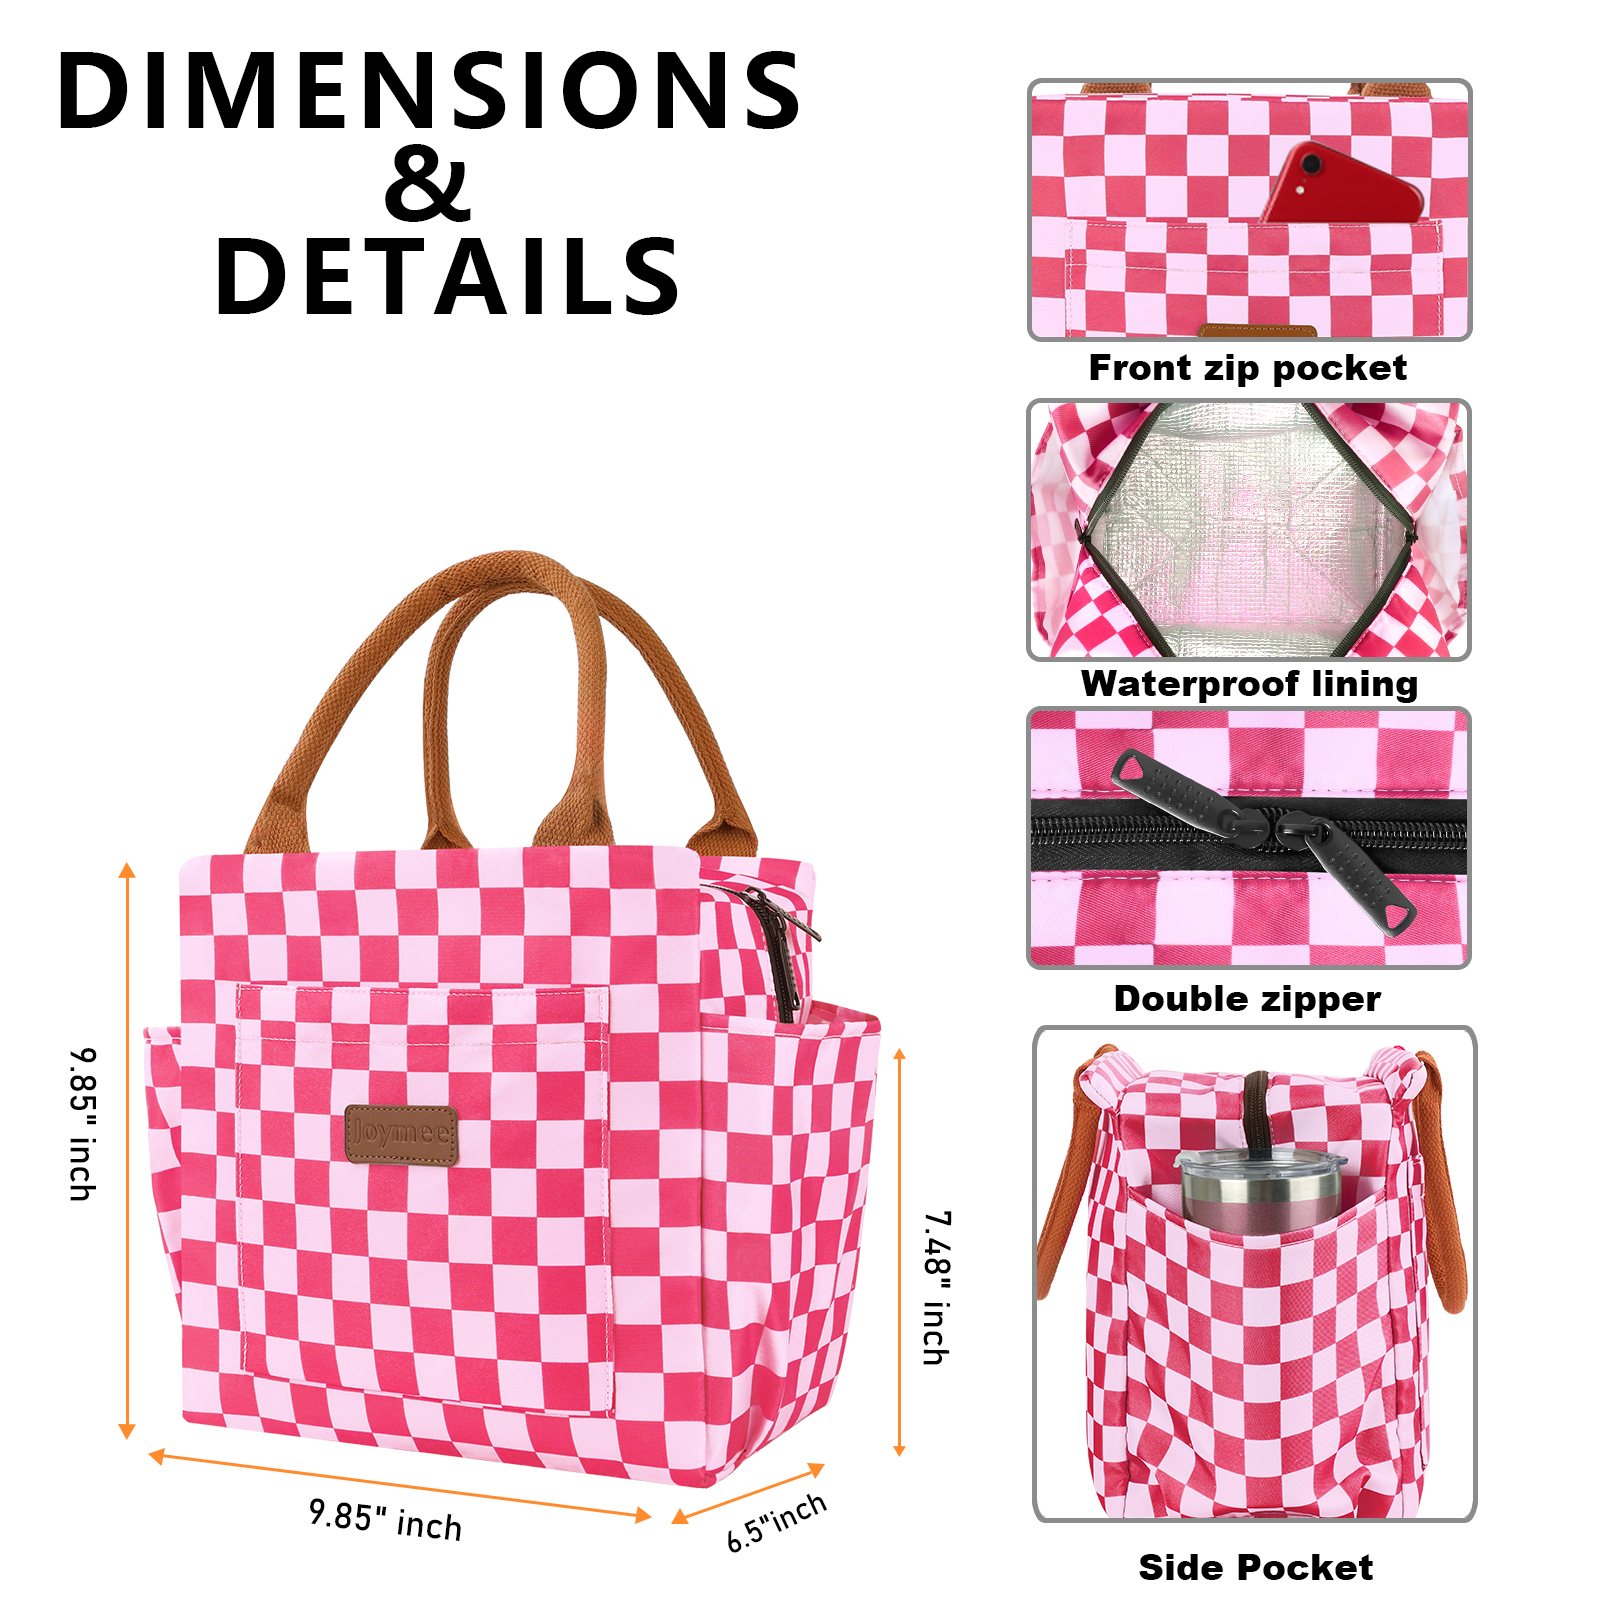 DIMENSIONS
&
DETAILS
Front zip pocket
Waterproof lining
Double zipper
Side Pocket
Joymee
9.85" inch
7.48" inch
9.85" inch
6.5"inch